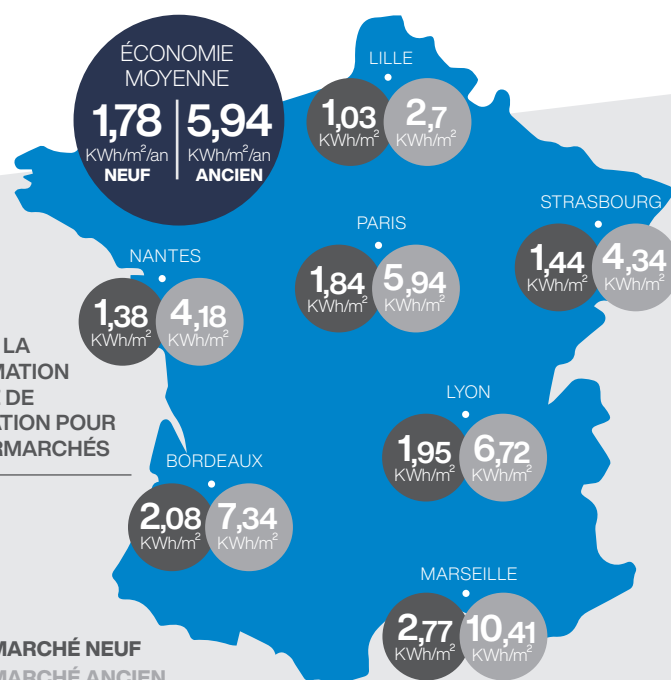 ÉCONOMIE
MOYENNE
1,78 5,94
KWh/m²/an KWh/m²/an
NEUF ANCIEN
LILLE
1,03 2,7
KWh/m² KWh/m²
STRASBOURG
1,44 4,34
KWh/m² KWh/m²
PARIS
1,84 5,94
KWh/m² KWh/m²
NANTES
1,38 4,18
KWh/m² KWh/m²
LA
MATION
DE
ATION POUR
RMARCHÉS
LYON
1,95 6,72
KWh/m² KWh/m²
BORDEAUX
2,08 7,34
KWh/m² KWh/m²
MARSEILLE
2,77 10,41
KWh/m² KWh/m²
MARCHÉ NEUF
MARCHÉ ANCIEN